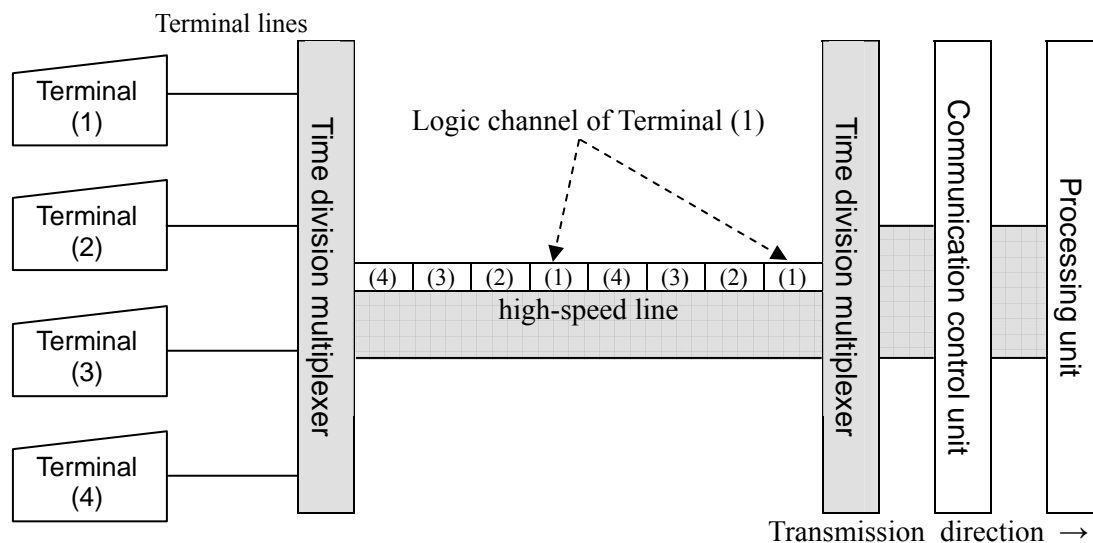 Terminal lines
Terminal
(1)
Terminal
(2)
Terminal
(3)
Terminal
(4)
Time division multiplexer
Logic channel of Terminal (1)
(4) (3) (2) (1) (4) (3) (2) (1)
high-speed line
Time division multiplexer
Communication control unit
Processing unit
Transmission direction →